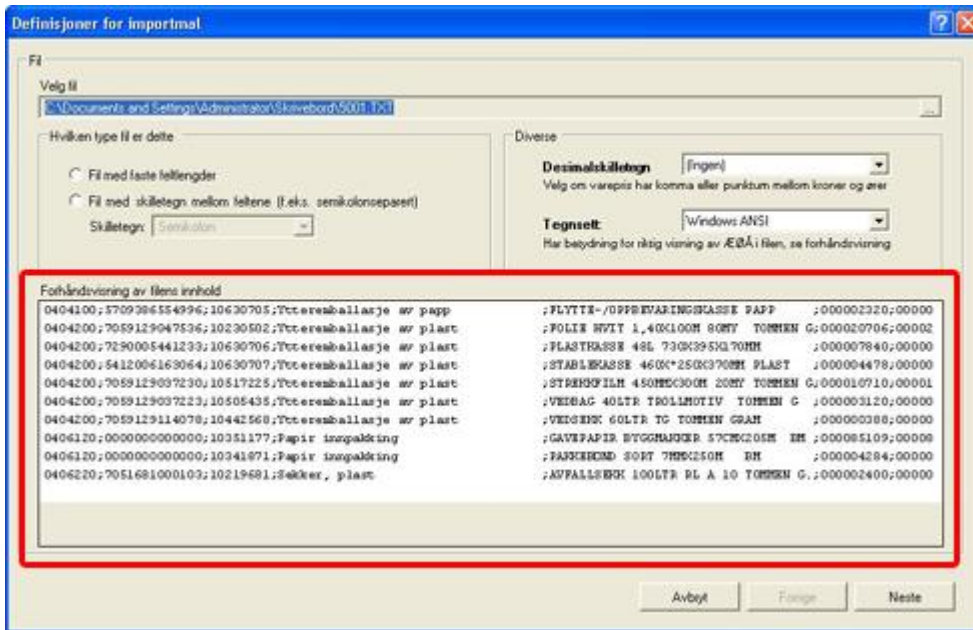 Definisjoner for importmal
Fil
Velg fil
C:\Documents and Settings\Administrator\Skrivebord\5001.TXT
...
Hvilken type fil er dette
Fil med faste feltlengder
Fil med skilletegn mellom feltene (f.eks. semikolonseparert)
Skilletegn: Semikolon
Diverse
Desimalskilletegn (Ingen)
Velg om varepris har komma eller punktum mellom kroner og ører
Tegnsett: Windows ANSI
Har betydning for riktig visning av ÆØÅ i filen, se forhåndsvisning
Forhåndsvisning av filens innhold
0404100;5709386554996;10630705;Ytteremballasje av papp ;FLYTTE-/OPPBEVARINGSKASSE PAPP ;000002320;00000
0404200;7059129047536;10230502;Ytteremballasje av plast ;FOLIE HVIT 1,40X100M 80MY TOMMEN G;000020706;00002
0404200;7290005441233;10630706;Ytteremballasje av plast ;PLASTKASSE 48L 730X395X170MM ;000007840;00000
0404200;5412006163064;10630707;Ytteremballasje av plast ;STABLEKASSE 460X*250X370MM PLAST ;000004478;00000
0404200;7059129037230;10517225;Ytteremballasje av plast ;STREKKFILM 450MMX300M 20MY TOMMEN G;000010710;00001
0404200;7059129037223;10505435;Ytteremballasje av plast ;VEDBAG 40LTR TROLLMOTIV TOMMEN G ;000003120;00000
0404200;7059129114078;10442568;Ytteremballasje av plast ;VEDSEKK 60LTR TG TOMMEN GRAM ;000000388;00000
0406120;0000000000000;10351177;Papir innpakking ;GAVEPAPIR BYGGMAKKER 57CMX205M BM ;000085109;00000
0406120;0000000000000;10341871;Papir innpakking ;PAKKEBÅND SORT 7MMX250M BM ;000004284;00000
0406220;7051681000103;10219681;Sekker, plast ;AVFALLSEKK 100LTR RL A 10 TOMMEN G.;000002400;00000
Avbryt
Forrige
Neste